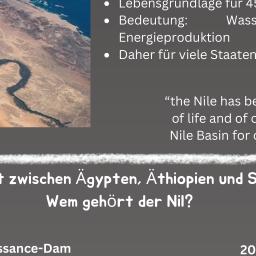 Lebensgrundlage für 45
Bedeutung: Wass
Energieproduktion
Daher für viele Staaten
“the Nile has be
of life and of c
Nile Basin for c
t zwischen Ägypten, Äthiopien und S
Wem gehört der Nil?
ssance-Dam
20